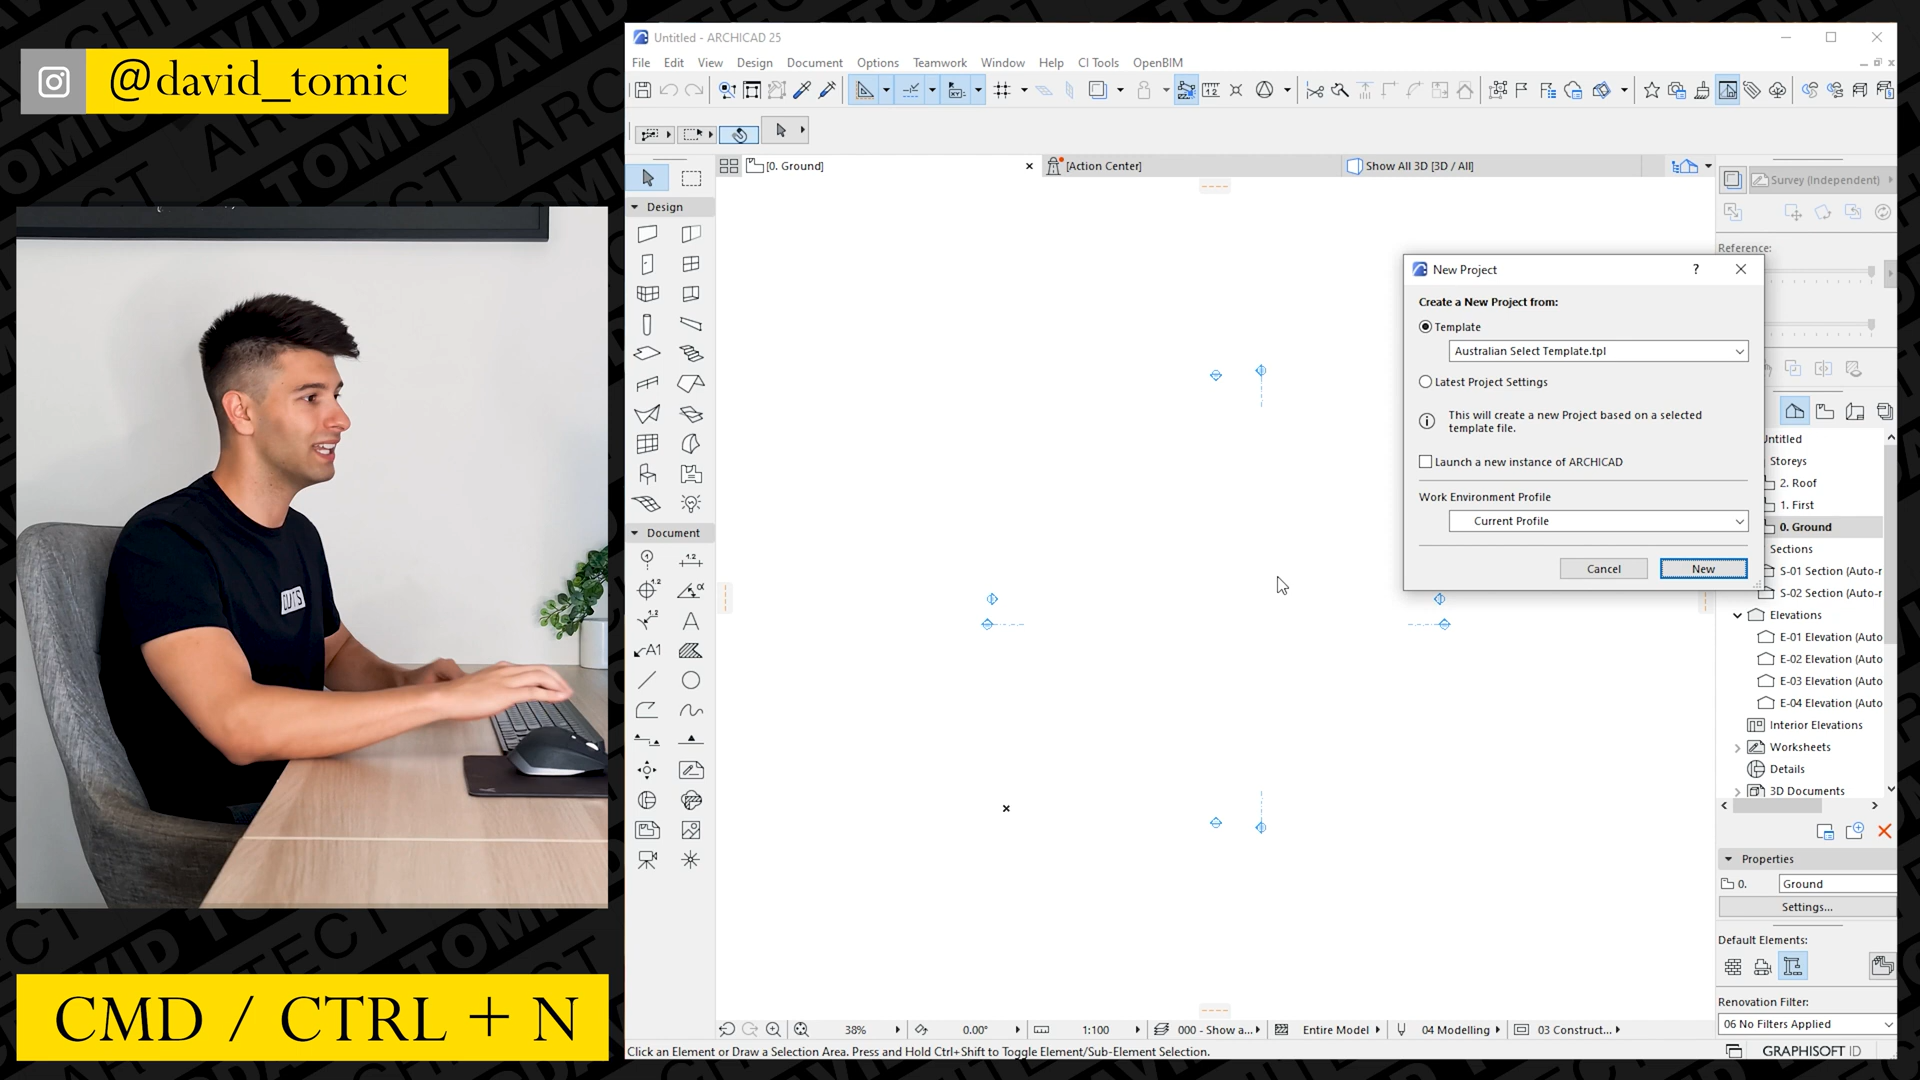 @david_tomic
CMD / CTRL + N
Untitled - ARCHICAD 25
File Edit View Design Document Options Teamwork Window Help CI Tools OpenBIM
[0. Ground]
[Action Center]
Show All 3D [3D / All]
Design
Document
1.2
1.2
α
1.2
A
A1
New Project
?
Create a New Project from:
Template
Australian Select Template.tpl
Latest Project Settings
This will create a new Project based on a selected
template file.
Launch a new instance of ARCHICAD
Work Environment Profile
Current Profile
Cancel
New
Survey (Independent)
Reference:
Untitled
Storeys
2. Roof
1. First
0. Ground
Sections
S-01 Section (Auto-r
S-02 Section (Auto-r
Elevations
E-01 Elevation (Auto
E-02 Elevation (Auto
E-03 Elevation (Auto
E-04 Elevation (Auto
Interior Elevations
Worksheets
Details
3D Documents
Properties
0.
Ground
Settings...
Default Elements:
Renovation Filter:
06 No Filters Applied
38%
0.00°
1:100
000 - Show a...
Entire Model
04 Modelling
03 Construct...
Click an Element or Draw a Selection Area. Press and Hold Ctrl+Shift to Toggle Element/Sub-Element Selection.
GRAPHISOFT ID